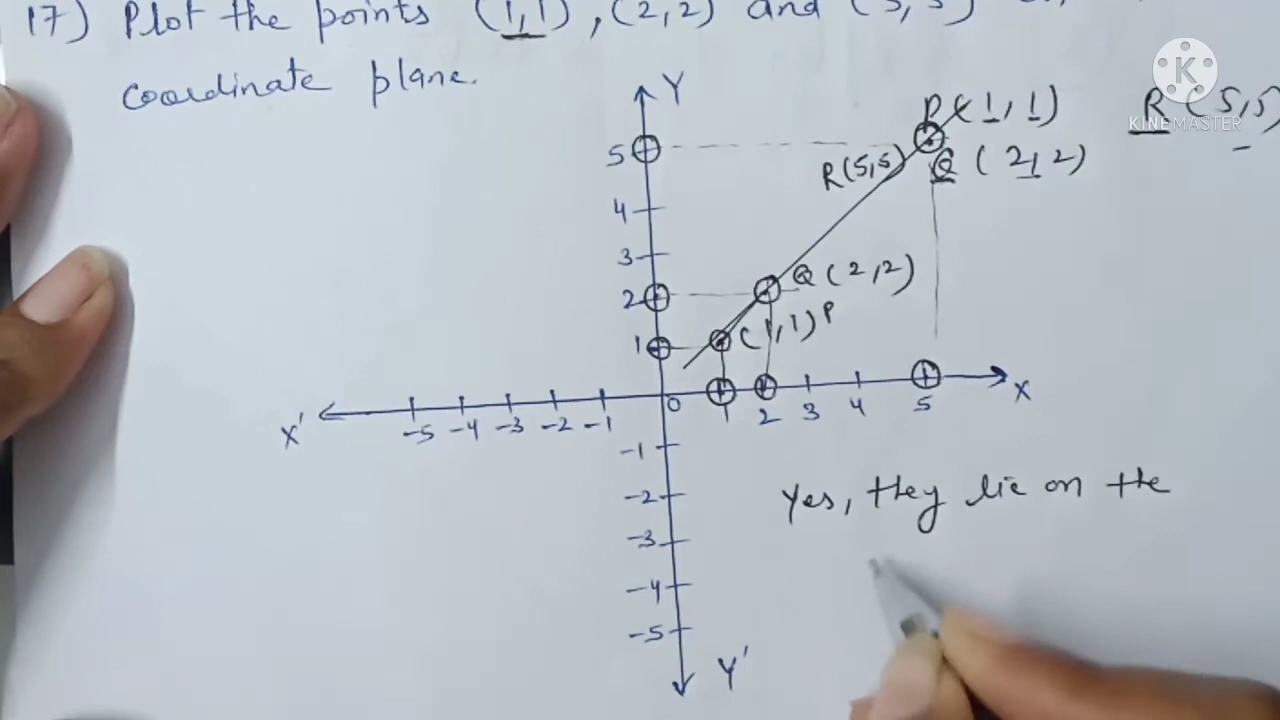 17) Plot the points (1,1), (2,2) and (5,5)
coordinate plane.
Y
P(1,1)
R(5,5)
K
KINEMASTER
Q(2,2)
R(5,5)
5
4
3
Q(2,2)
2
(1,1) P
1
X' -5 -4 -3 -2 -1 0 1 2 3 4 5 X
-1
-2
-3
-4
-5
Y'
Yes, they lie on the